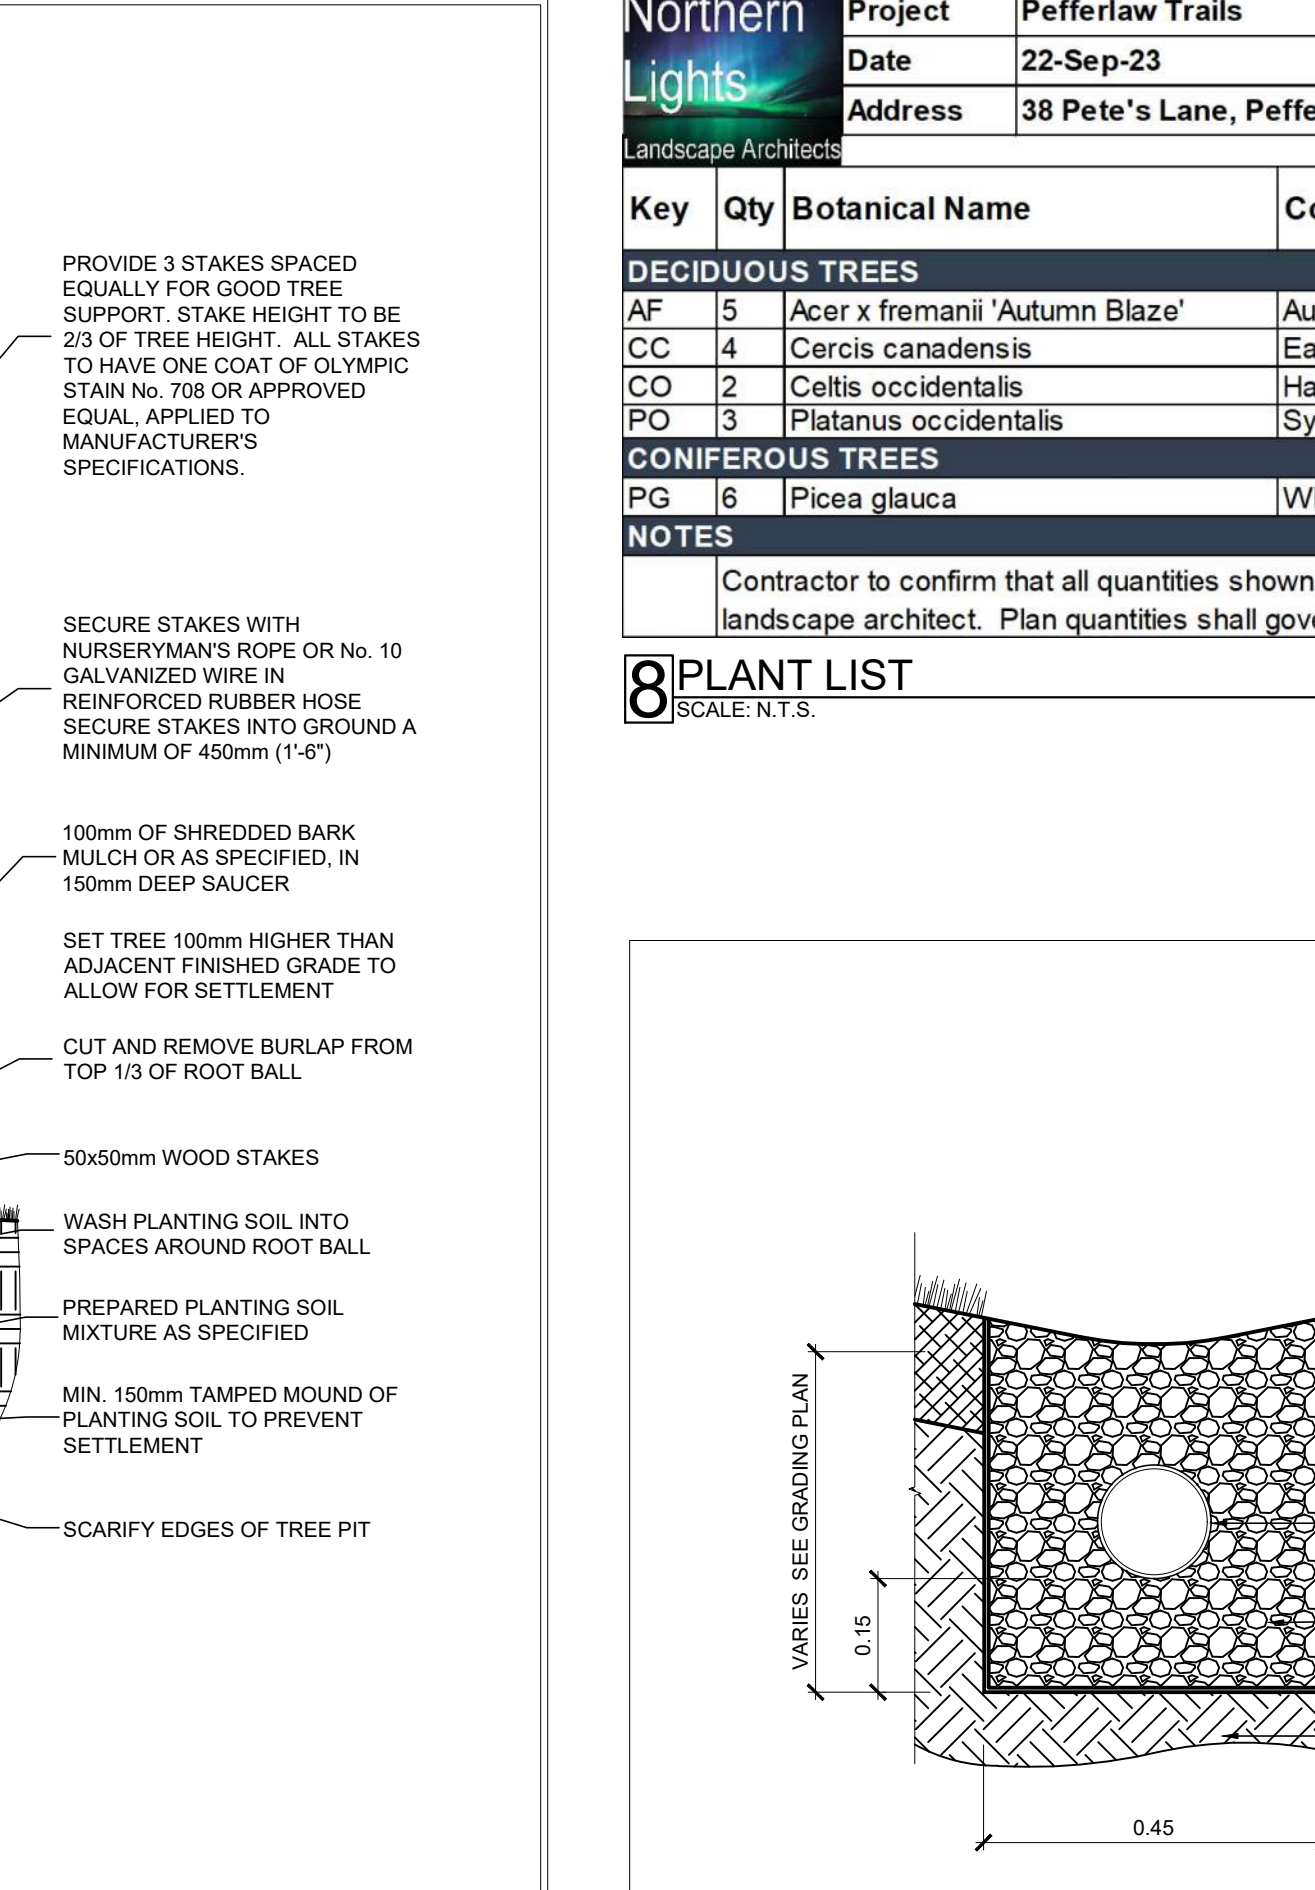 PROVIDE 3 STAKES SPACED
EQUALLY FOR GOOD TREE
SUPPORT. STAKE HEIGHT TO BE
2/3 OF TREE HEIGHT. ALL STAKES
TO HAVE ONE COAT OF OLYMPIC
STAIN No. 708 OR APPROVED
EQUAL, APPLIED TO
MANUFACTURER'S
SPECIFICATIONS.
SECURE STAKES WITH
NURSERYMAN'S ROPE OR No. 10
GALVANIZED WIRE IN
REINFORCED RUBBER HOSE
SECURE STAKES INTO GROUND A
MINIMUM OF 450mm (1'-6")
100mm OF SHREDDED BARK
MULCH OR AS SPECIFIED, IN
150mm DEEP SAUCER
SET TREE 100mm HIGHER THAN
ADJACENT FINISHED GRADE TO
ALLOW FOR SETTLEMENT
CUT AND REMOVE BURLAP FROM
TOP 1/3 OF ROOT BALL
50x50mm WOOD STAKES
WASH PLANTING SOIL INTO
SPACES AROUND ROOT BALL
PREPARED PLANTING SOIL
MIXTURE AS SPECIFIED
MIN. 150mm TAMPED MOUND OF
PLANTING SOIL TO PREVENT
SETTLEMENT
SCARIFY EDGES OF TREE PIT
Northern
Lights
Landscape Architects
Project Pefferlaw Trails
Date 22-Sep-23
Address 38 Pete's Lane, Peffe
Key Qty Botanical Name Co
DECIDUOUS TREES
AF 5 Acer x fremanii 'Autumn Blaze' Au
CC 4 Cercis canadensis Ea
CO 2 Celtis occidentalis Ha
PO 3 Platanus occidentalis Sy
CONIFEROUS TREES
PG 6 Picea glauca W
NOTES
Contractor to confirm that all quantities shown
landscape architect. Plan quantities shall gove
8 PLANT LIST
SCALE: N.T.S.
VARIES SEE GRADING PLAN
0.15
0.45